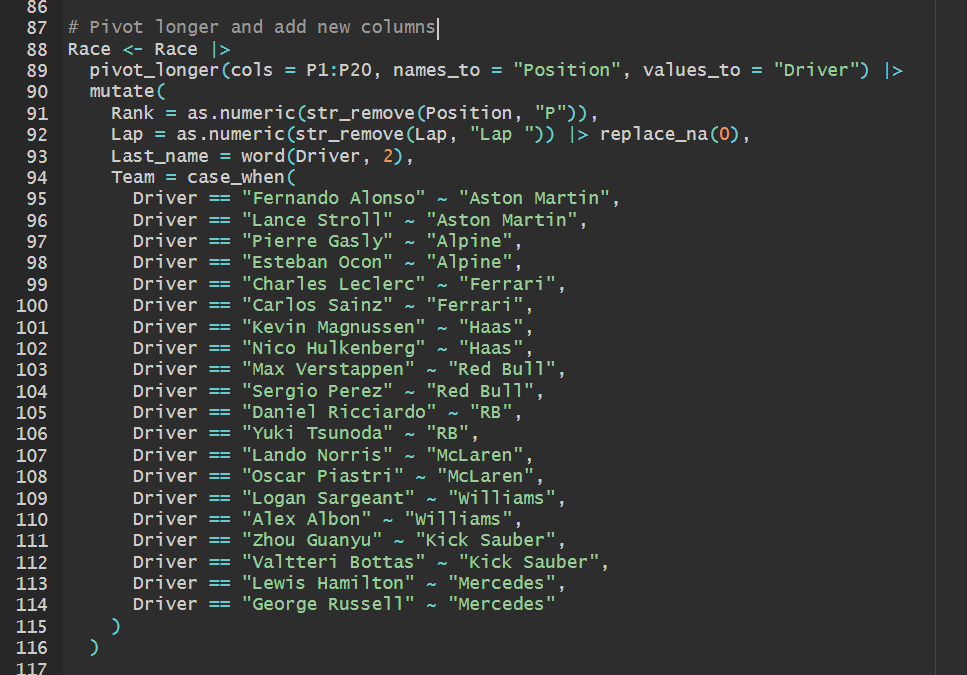 86
87 # Pivot longer and add new columns
88 Race <- Race |>
89   pivot_longer(cols = P1:P20, names_to = "Position", values_to = "Driver") |>
90   mutate(
91     Rank = as.numeric(str_remove(Position, "P")),
92     Lap = as.numeric(str_remove(Lap, "Lap ")) |> replace_na(0),
93     Last_name = word(Driver, 2),
94     Team = case_when(
95       Driver == "Fernando Alonso" ~ "Aston Martin",
96       Driver == "Lance Stroll" ~ "Aston Martin",
97       Driver == "Pierre Gasly" ~ "Alpine",
98       Driver == "Esteban Ocon" ~ "Alpine",
99       Driver == "Charles Leclerc" ~ "Ferrari",
100       Driver == "Carlos Sainz" ~ "Ferrari",
101       Driver == "Kevin Magnussen" ~ "Haas",
102       Driver == "Nico Hulkenberg" ~ "Haas",
103       Driver == "Max Verstappen" ~ "Red Bull",
104       Driver == "Sergio Perez" ~ "Red Bull",
105       Driver == "Daniel Ricciardo" ~ "RB",
106       Driver == "Yuki Tsunoda" ~ "RB",
107       Driver == "Lando Norris" ~ "McLaren",
108       Driver == "Oscar Piastri" ~ "McLaren",
109       Driver == "Logan Sargeant" ~ "Williams",
110       Driver == "Alex Albon" ~ "Williams",
111       Driver == "Zhou Guanyu" ~ "Kick Sauber",
112       Driver == "Valtteri Bottas" ~ "Kick Sauber",
113       Driver == "Lewis Hamilton" ~ "Mercedes",
114       Driver == "George Russell" ~ "Mercedes"
115     )
116   )
117